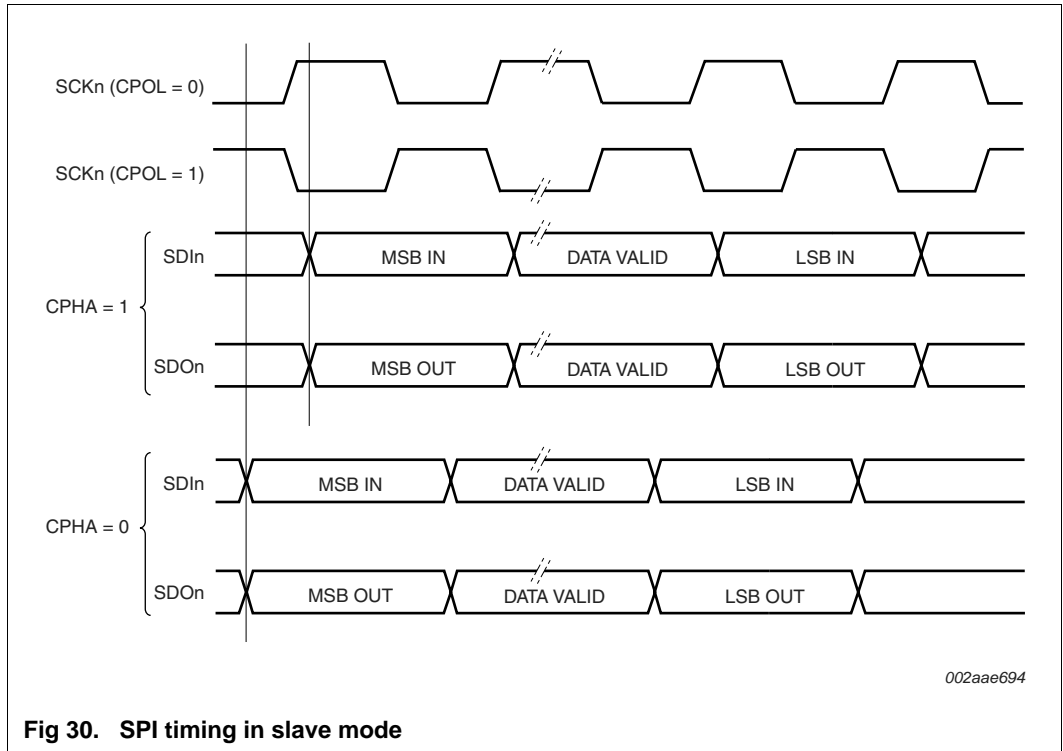 SCKn (CPOL = 0)
SCKn (CPOL = 1)
CPHA = 1
SDIn
MSB IN
DATA VALID
LSB IN
SDOn
MSB OUT
DATA VALID
LSB OUT
CPHA = 0
SDIn
MSB IN
DATA VALID
LSB IN
SDOn
MSB OUT
DATA VALID
LSB OUT
002aae694
Fig 30. SPI timing in slave mode